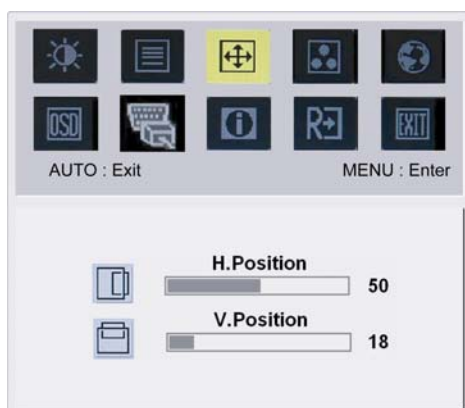 OSD
i
R
EXIT
AUTO : Exit MENU : Enter
H.Position
50
V.Position
18